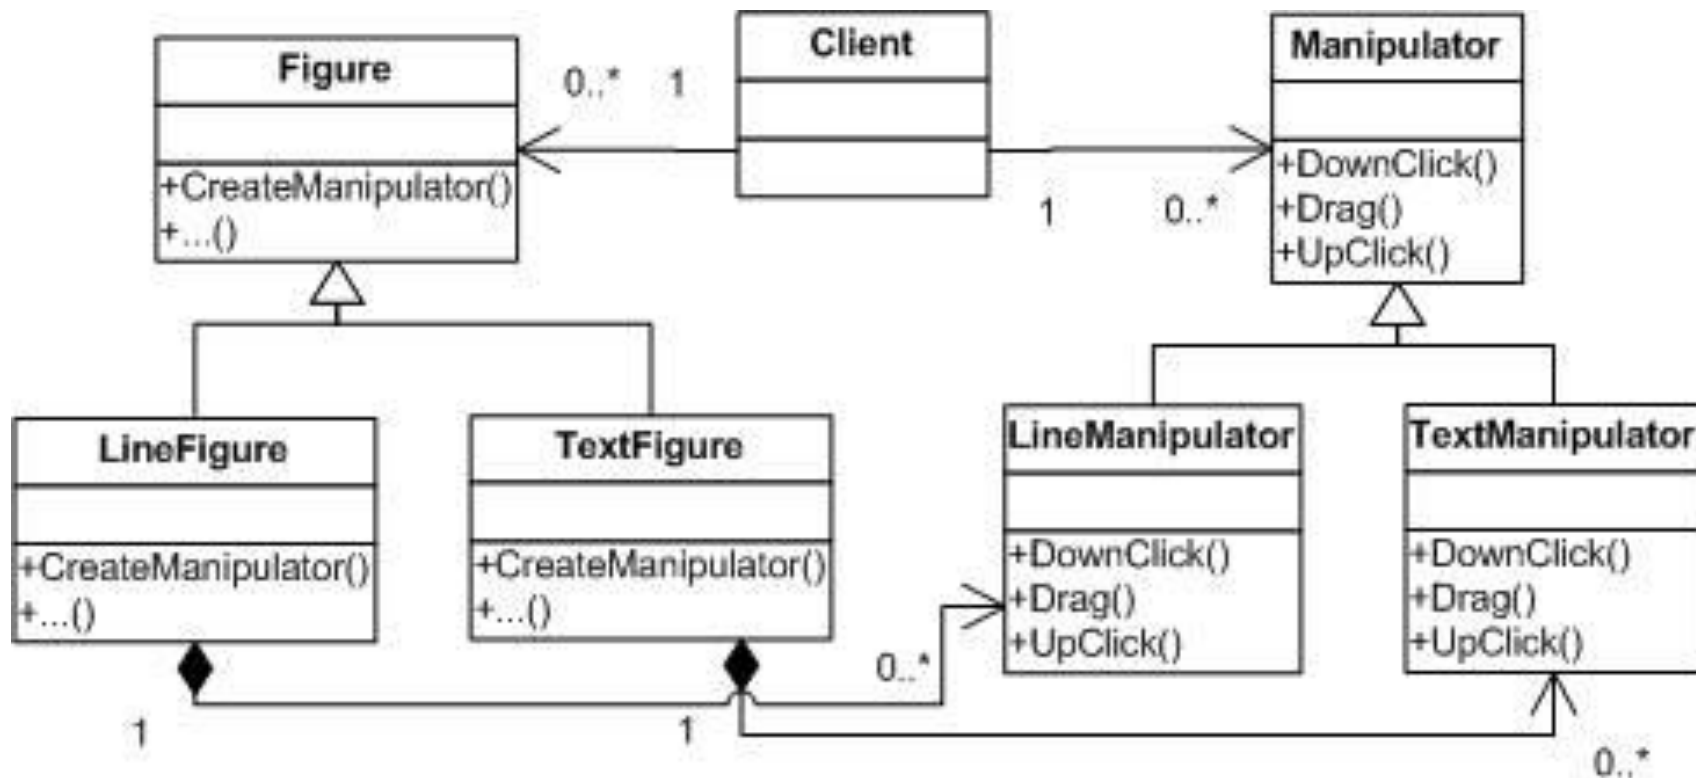 Figure
+CreateManipulator()
+...()
0..*
1
Client
1
0..*
Manipulator
+DownClick()
+Drag()
+UpClick()
LineFigure
+CreateManipulator()
+...()
TextFigure
+CreateManipulator()
+...()
LineManipulator
+DownClick()
+Drag()
+UpClick()
TextManipulator
+DownClick()
+Drag()
+UpClick()
1
0..*
1
0..*